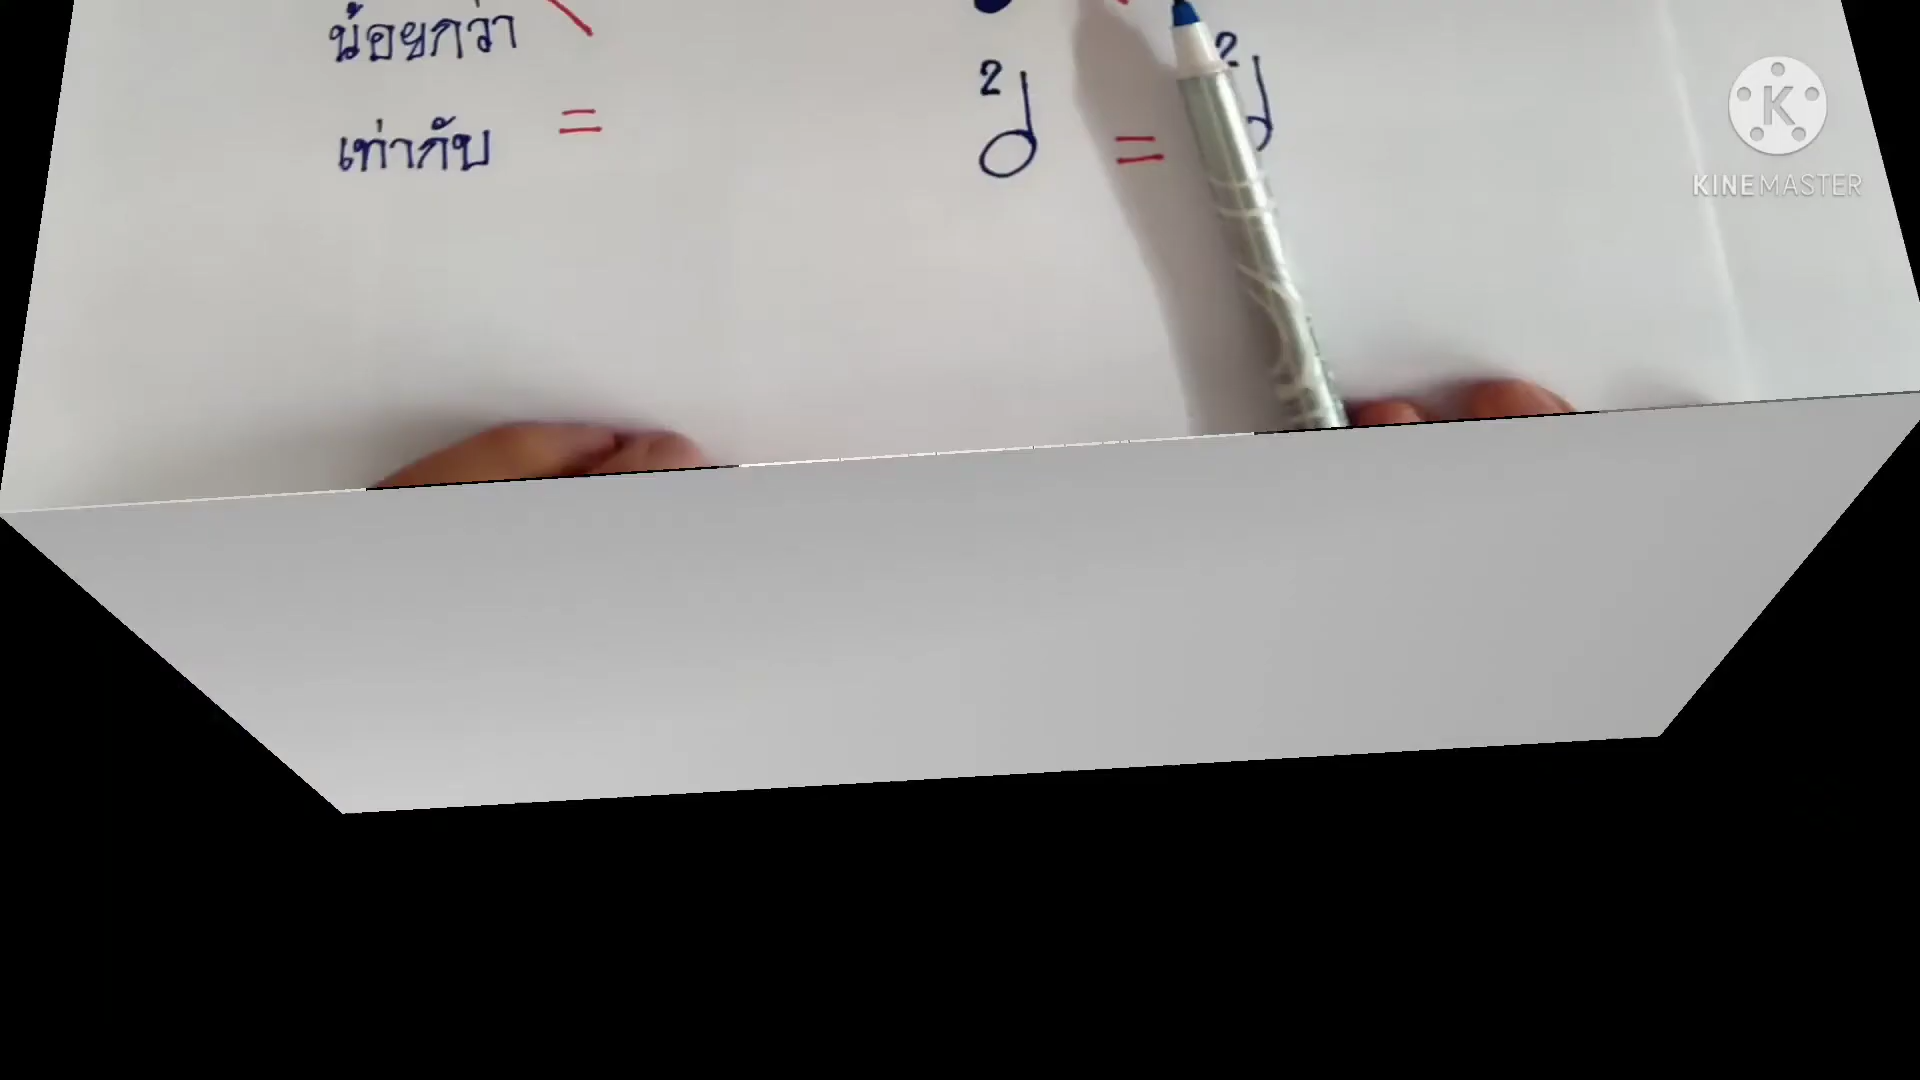 น้อยกว่า
2 2
เท่ากับ = =
KINEMASTER